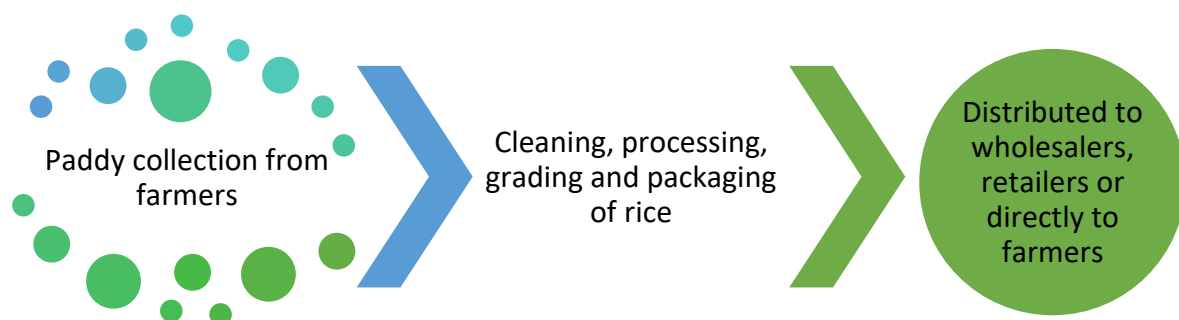 Paddy collection from
farmers
Cleaning, processing,
grading and packaging
of rice
Distributed to
wholesalers,
retailers or
directly to
farmers